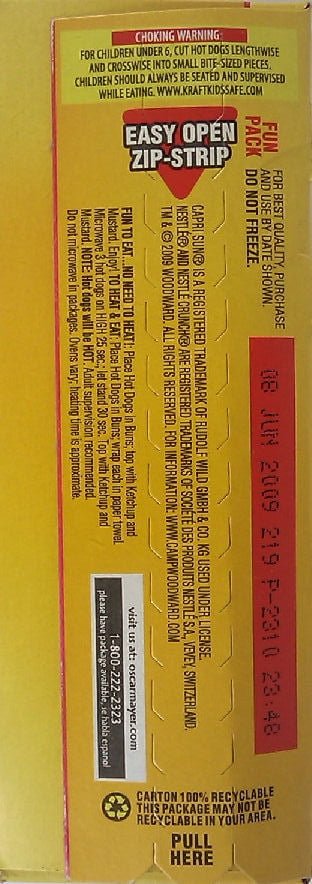 CHOKING WARNING:
FOR CHILDREN UNDER 6, CUT HOT DOGS LENGTHWISE
AND CROSSWISE INTO SMALL BITE-SIZED PIECES.
CHILDREN SHOULD ALWAYS BE SEATED AND SUPERVISED
WHILE EATING. WWW.KRAFTKIDSSAFE.COM
EASY OPEN
ZIP-STRIP
FUN
PACK
FOR BEST QUALITY, PURCHASE
AND USE BY DATE SHOWN.
DO NOT FREEZE.
08 JUN 2009 219 P-2310 23:48
CAPRI SUN® IS A REGISTERED TRADEMARK OF RUDOLF WILD GMBH & CO. KG USED UNDER LICENSE.
NESTLÉ® AND NESTLÉ CRUNCH® ARE REGISTERED TRADEMARKS OF SOCIÉTÉ DES PRODUITS NESTLÉ S.A., VEVEY, SWITZERLAND.
TM & © 2009 WOODWARD. ALL RIGHTS RESERVED. FOR INFORMATION: WWW.CAMPWOODWARD.COM
FUN TO EAT...NO NEED TO HEAT!: Place Hot Dogs in Buns; top with Ketchup and
Mustard. Enjoy! TO HEAT & EAT: Place Hot Dogs in Buns; wrap each in paper towel.
Microwave 3 hot dogs on HIGH 25 sec.; let stand 30 sec. Top with Ketchup and
Mustard. NOTE: Hot dogs will be HOT; Adult supervision recommended.
Do not microwave in packages. Ovens vary; heating time is approximate.
visit us at: oscarmayer.com
1-800-222-2323
please have package available, se habla espanol
CARTON 100% RECYCLABLE
THIS PACKAGE MAY NOT BE
RECYCLABLE IN YOUR AREA.
PULL
HERE